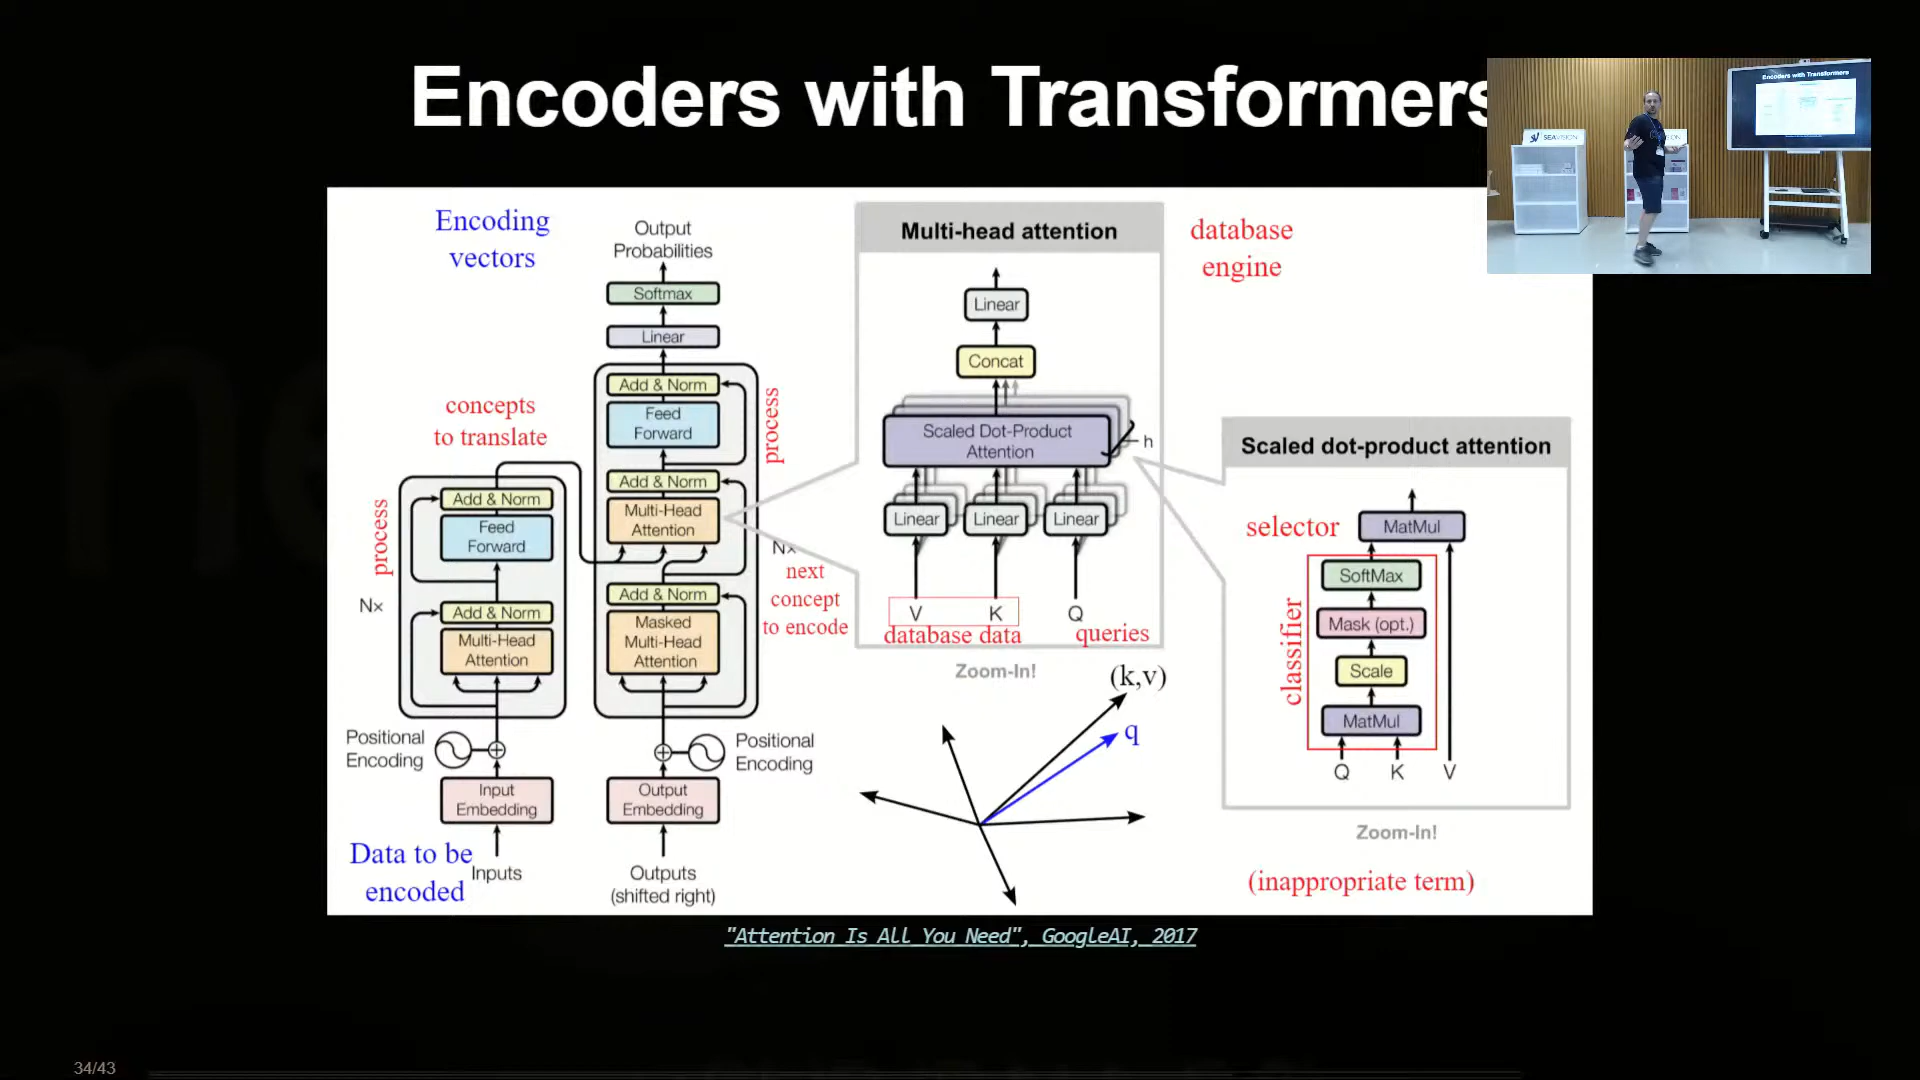 Encoders with Transformers
Encoders with Transformers
SEAVISION
Encoding
vectors
Output
Probabilities
Softmax
Linear
Add & Norm
Feed
Forward
process
Add & Norm
Multi-Head
Attention
Nx
next
concept
to encode
Add & Norm
Masked
Multi-Head
Attention
concepts
to translate
process
Nx
Add & Norm
Feed
Forward
Add & Norm
Multi-Head
Attention
Positional
Encoding
Positional
Encoding
Input
Embedding
Output
Embedding
Data to be
encoded
Inputs
Outputs
(shifted right)
Multi-head attention
database
engine
Linear
Concat
Scaled Dot-Product
Attention
h
Linear
Linear
Linear
V
K
Q
database data
queries
Zoom-In!
(k,v)
q
Scaled dot-product attention
selector
MatMul
classifier
SoftMax
Mask (opt.)
Scale
MatMul
Q
K
V
Zoom-In!
(inappropriate term)
"Attention Is All You Need", GoogleAI, 2017
34/43